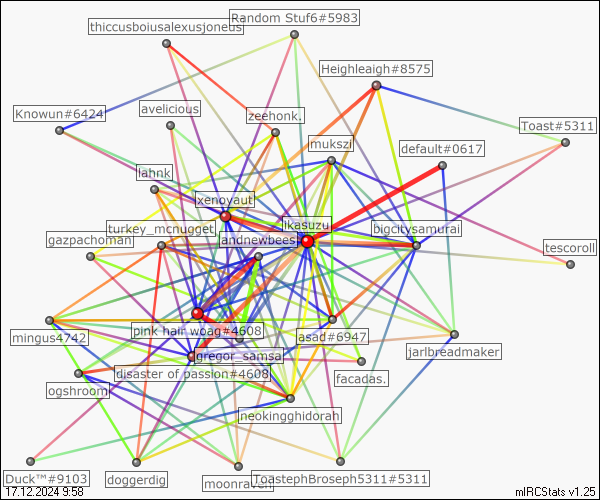 Random Stuf6#5983
thiccusboiusalexusjoneus
Heighleaigh#8575
Knowun#6424
avelicious
zeehonk.
Toast#5311
mukszi
default#0617
lahnk
xenoyaut
likasuzu
turkey_mcnugget
bigcitysamurai
gazpachoman
andnewbees
tescoroll
pink hair woag#4608
mingus4742
asad#6947
gregor_samsa
jarlbreadmaker
disaster of passion#4608
facadas.
ogshroom
neokingghidorah
Duck™#9103
doggerdig
moonraven
ToastephBroseph5311#5311
17.12.2024 9:58
mIRCStats v1.25